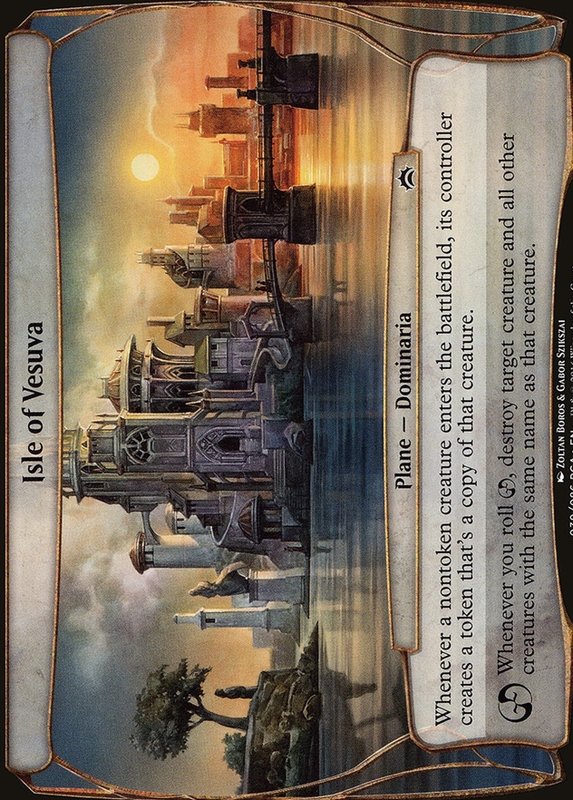 Isle of Vesuva
Plane — Dominaria
Whenever a nontoken creature enters the battlefield, its controller
creates a token that's a copy of that creature.
Whenever you roll , destroy target creature and all other
creatures with the same name as that creature.
Zoltan Boros & Gabor Szikszai